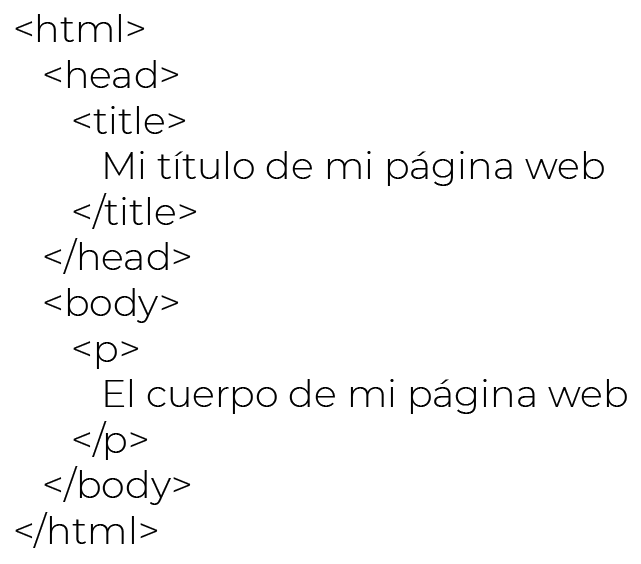 <html>
<head>
<title>
Mi título de mi página web
</title>
</head>
<body>
<p>
El cuerpo de mi página web
</p>
</body>
</html>